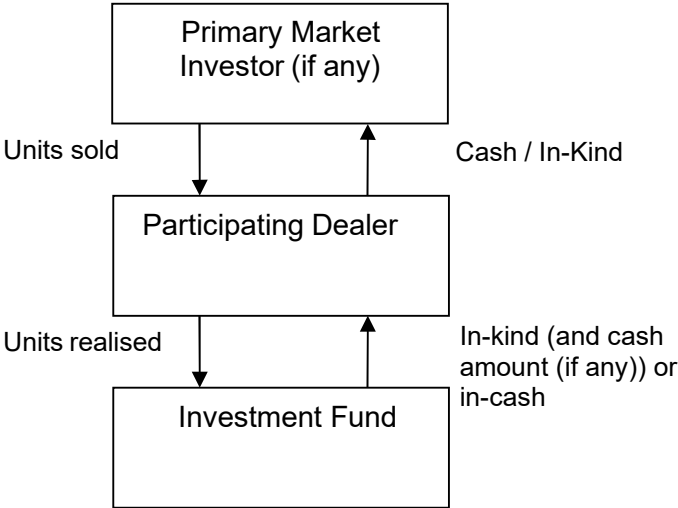 Primary Market
Investor (if any)
Units sold
Cash / In-Kind
Participating Dealer
Units realised
In-kind (and cash
amount (if any)) or
in-cash
Investment Fund